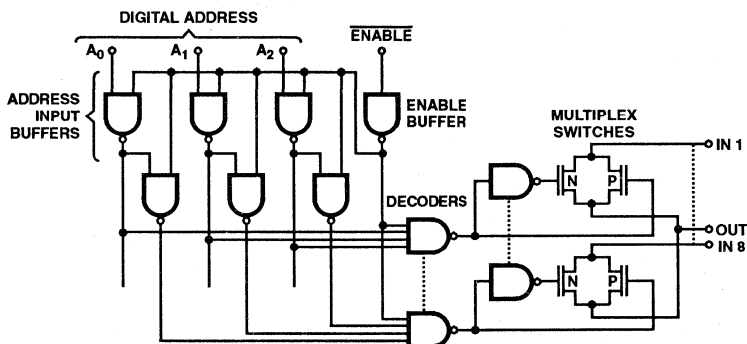 DIGITAL ADDRESS
A0
A1
A2
ENABLE
ADDRESS
INPUT
BUFFERS
ENABLE
BUFFER
MULTIPLEX
SWITCHES
DECODERS
N
P
IN 1
OUT
IN 8
N
P